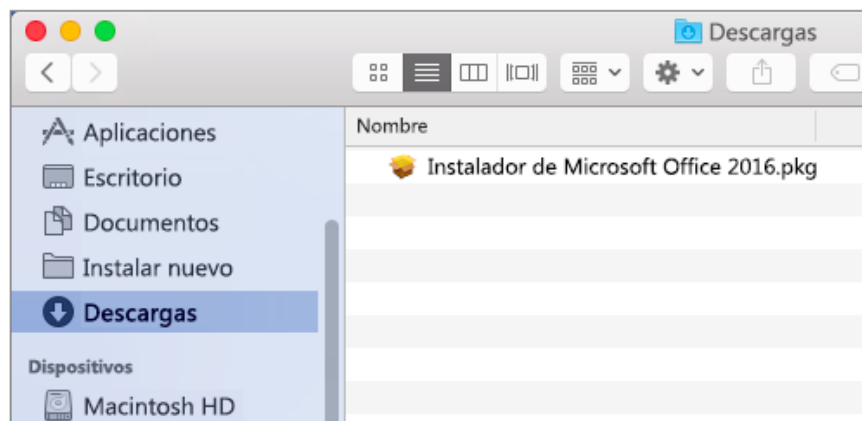 Descargas
Aplicaciones
Escritorio
Documentos
Instalar nuevo
Descargas
Dispositivos
Macintosh HD
Nombre
Instalador de Microsoft Office 2016.pkg